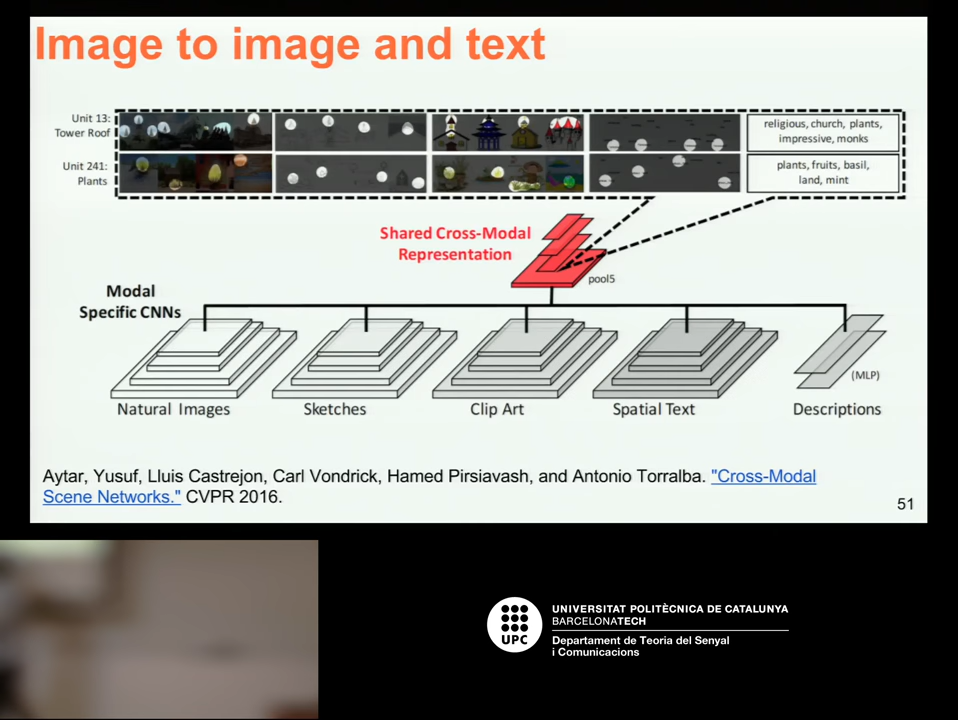 Image to image and text
Unit 13:
Tower Roof
religious, church, plants,
impressive, monks
Unit 241:
Plants
plants, fruits, basil,
land, mint
Shared Cross-Modal
Representation
pool5
Modal
Specific CNNs
(MLP)
Natural Images
Sketches
Clip Art
Spatial Text
Descriptions
Aytar, Yusuf, Lluis Castrejon, Carl Vondrick, Hamed Pirsiavash, and Antonio Torralba. "Cross-Modal
Scene Networks." CVPR 2016.
51
UPC
UNIVERSITAT POLITÈCNICA DE CATALUNYA
BARCELONATECH
Departament de Teoria del Senyal
i Comunicacions